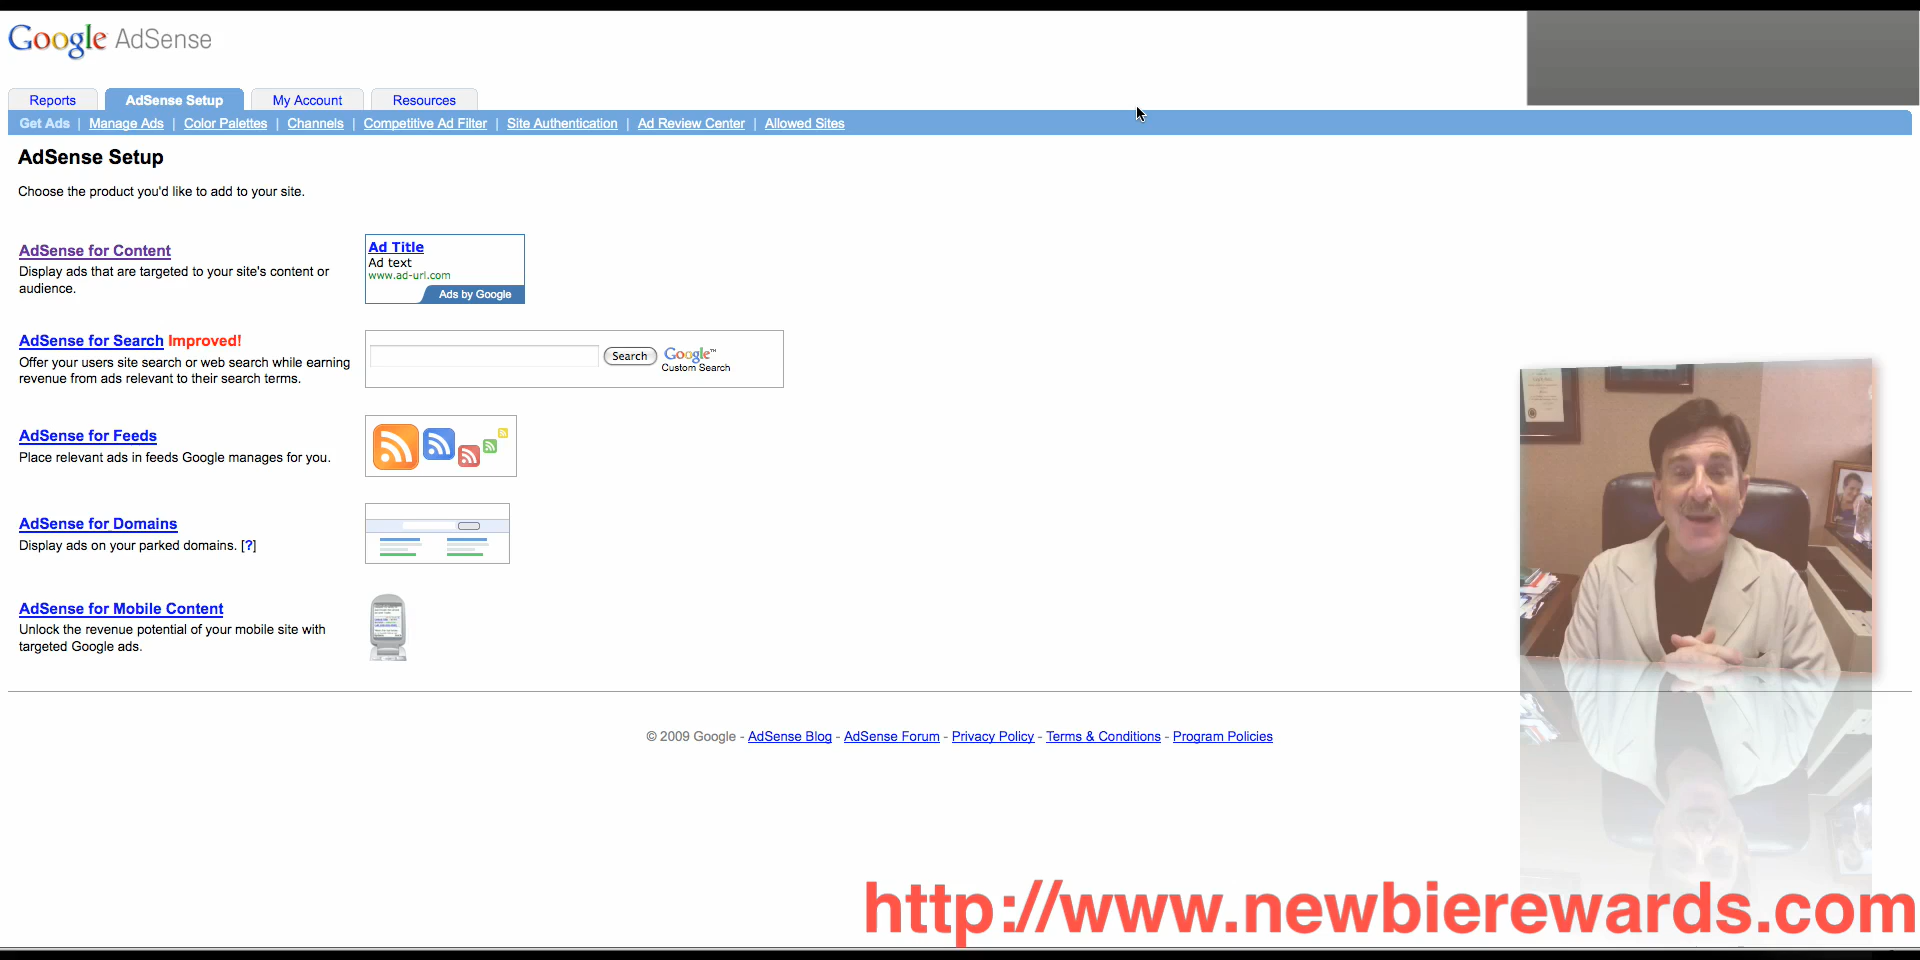 Google AdSense
Reports AdSense Setup My Account Resources
Get Ads | Manage Ads | Color Palettes | Channels | Competitive Ad Filter | Site Authentication | Ad Review Center | Allowed Sites
AdSense Setup
Choose the product you'd like to add to your site.
AdSense for Content
Display ads that are targeted to your site's content or
audience.
Ad Title
Ad text
www.ad-url.com
Ads by Google
AdSense for Search Improved!
Offer your users site search or web search while earning
revenue from ads relevant to their search terms.
Search Google™
Custom Search
AdSense for Feeds
Place relevant ads in feeds Google manages for you.
AdSense for Domains
Display ads on your parked domains. [?]
AdSense for Mobile Content
Unlock the revenue potential of your mobile site with
targeted Google ads.
© 2009 Google - AdSense Blog - AdSense Forum - Privacy Policy - Terms & Conditions - Program Policies
http://www.newbierewards.com